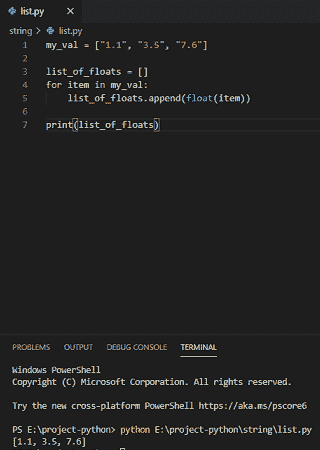 list.py
string > list.py
1 my_val = ["1.1", "3.5", "7.6"]
2
3 list_of_floats = []
4 for item in my_val:
5 list_of_floats.append(float(item))
6
7 print(list_of_floats)
PROBLEMS OUTPUT DEBUG CONSOLE TERMINAL
Windows PowerShell
Copyright (C) Microsoft Corporation. All rights reserved.
Try the new cross-platform PowerShell https://aka.ms/pscore6
PS E:\project-python> python E:\project-python\string\list.py
[1.1, 3.5, 7.6]